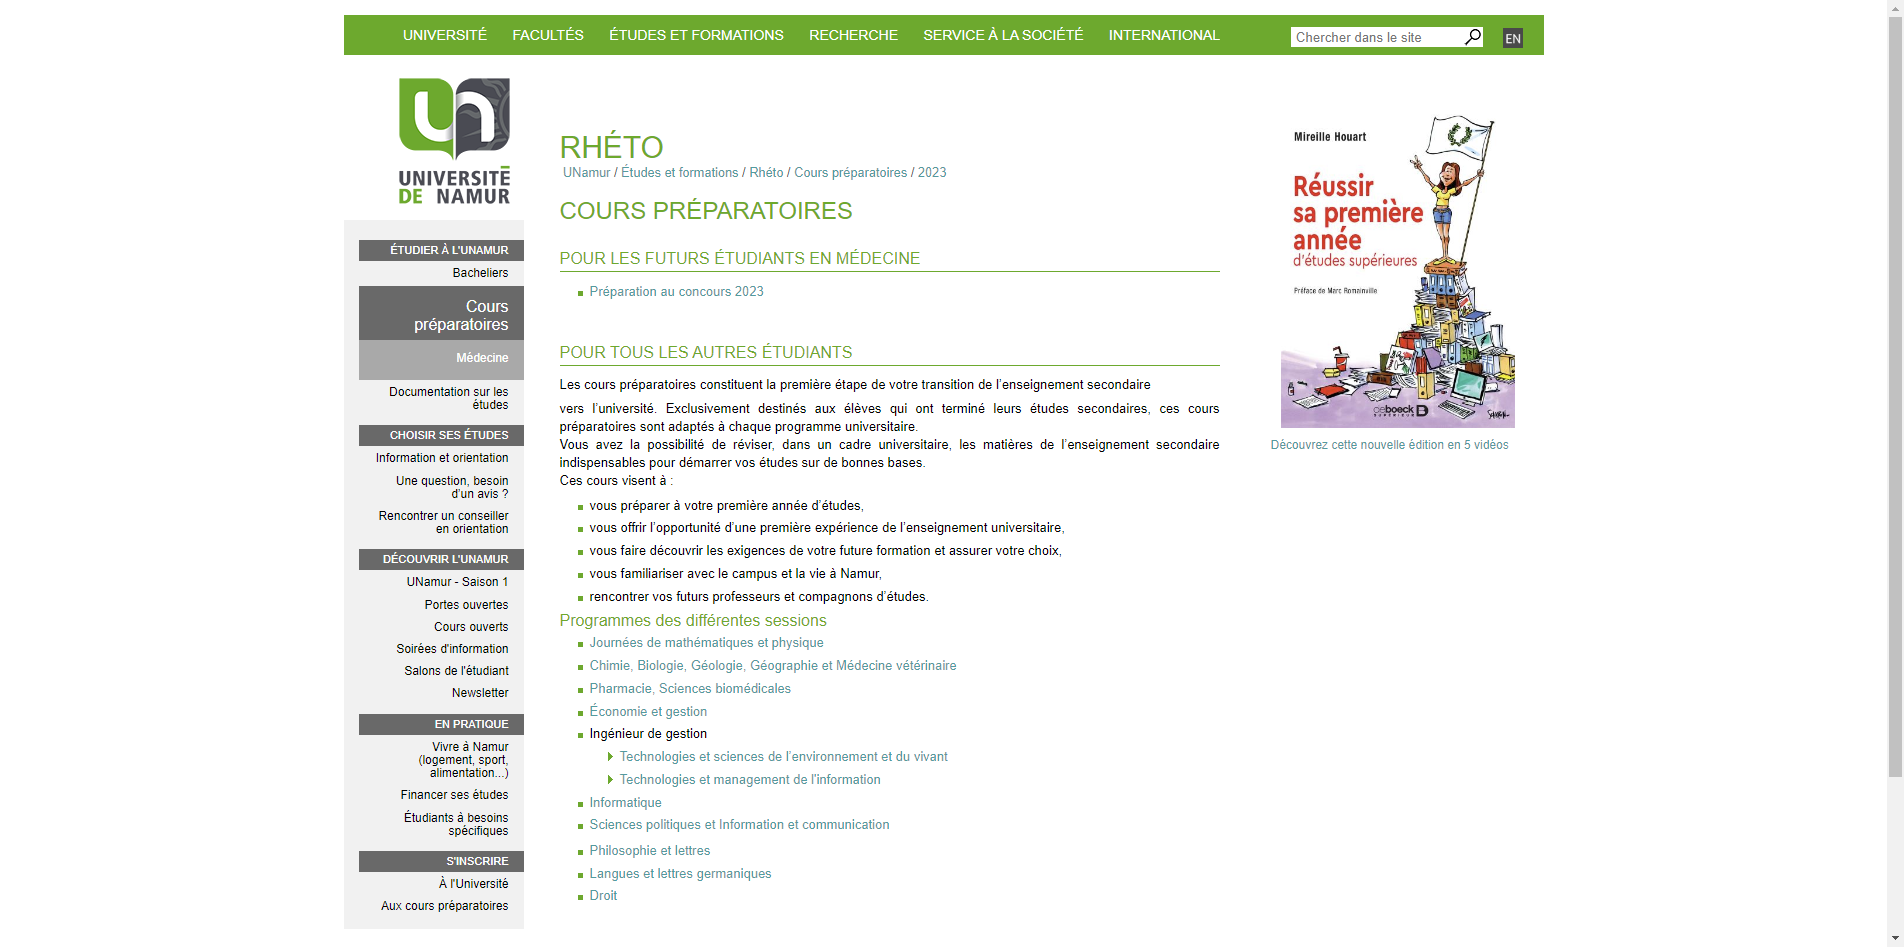 UNIVERSITÉ FACULTÉS ÉTUDES ET FORMATIONS RECHERCHE SERVICE À LA SOCIÉTÉ INTERNATIONAL
Chercher dans le site
EN
UNIVERSITÉ
DE NAMUR
ÉTUDIER À L'UNAMUR
Bacheliers
Cours
préparatoires
Médecine
Documentation sur les
études
CHOISIR SES ÉTUDES
Information et orientation
Une question, besoin
d'un avis ?
Rencontrer un conseiller
en orientation
DÉCOUVRIR L'UNAMUR
UNamur - Saison 1
Portes ouvertes
Cours ouverts
Soirées d'information
Salons de l'étudiant
Newsletter
EN PRATIQUE
Vivre à Namur
(logement, sport,
alimentation...)
Financer ses études
Étudiants à besoins
spécifiques
S'INSCRIRE
À l'Université
Aux cours préparatoires
RHÉTO
UNamur / Études et formations / Rhéto / Cours préparatoires / 2023
COURS PRÉPARATOIRES
POUR LES FUTURS ÉTUDIANTS EN MÉDECINE
Préparation au concours 2023
POUR TOUS LES AUTRES ÉTUDIANTS
Les cours préparatoires constituent la première étape de votre transition de l’enseignement secondaire
vers l’université. Exclusivement destinés aux élèves qui ont terminé leurs études secondaires, ces cours
préparatoires sont adaptés à chaque programme universitaire.
Vous avez la possibilité de réviser, dans un cadre universitaire, les matières de l’enseignement secondaire
indispensables pour démarrer vos études sur de bonnes bases.
Ces cours visent à :
vous préparer à votre première année d’études,
vous offrir l’opportunité d’une première expérience de l’enseignement universitaire,
vous faire découvrir les exigences de votre future formation et assurer votre choix,
vous familiariser avec le campus et la vie à Namur,
rencontrer vos futurs professeurs et compagnons d’études.
Programmes des différentes sessions
Journées de mathématiques et physique
Chimie, Biologie, Géologie, Géographie et Médecine vétérinaire
Pharmacie, Sciences biomédicales
Économie et gestion
Ingénieur de gestion
Technologies et sciences de l’environnement et du vivant
Technologies et management de l'information
Informatique
Sciences politiques et Information et communication
Philosophie et lettres
Langues et lettres germaniques
Droit
Mireille Houart
Réussir
sa première
année
d'études supérieures
Préface de Marc Romainville
deboeck
SUPÉRIEUR
Découvrez cette nouvelle édition en 5 vidéos